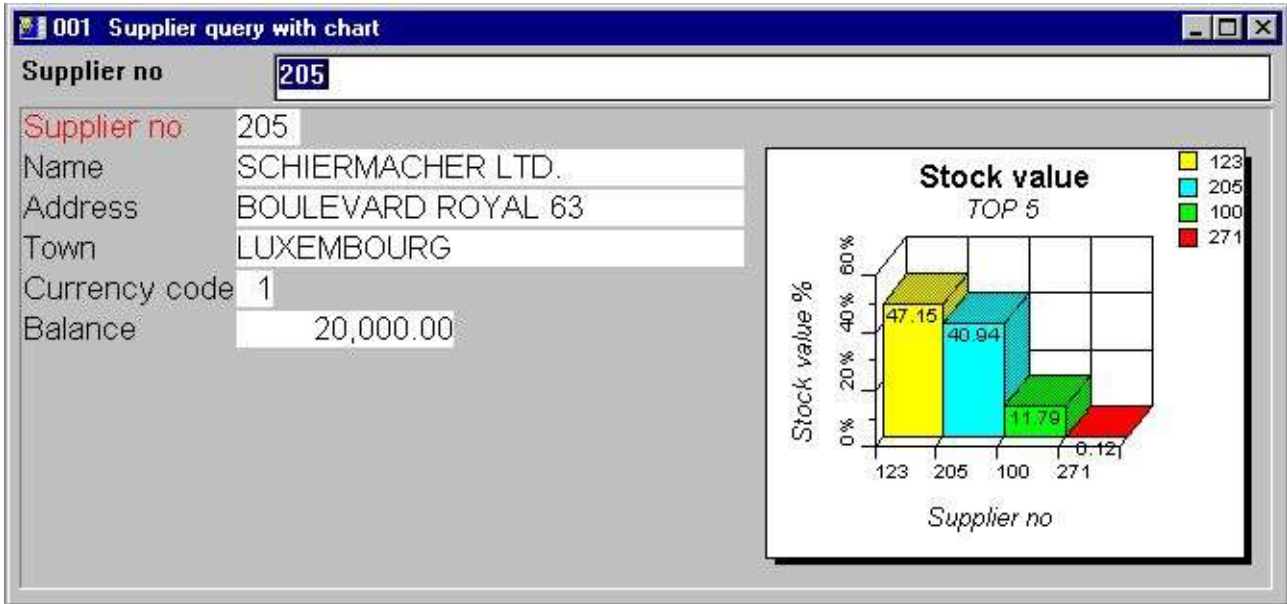 001 Supplier query with chart
Supplier no 205
Supplier no 205
Name SCHIERMACHER LTD.
Address BOULEVARD ROYAL 63
Town LUXEMBOURG
Currency code 1
Balance 20,000.00
Stock value
TOP 5
123
205
100
271
Stock value %
60%
40%
20%
0%
47.15
40.94
11.79
0.12
123 205 100 271
Supplier no